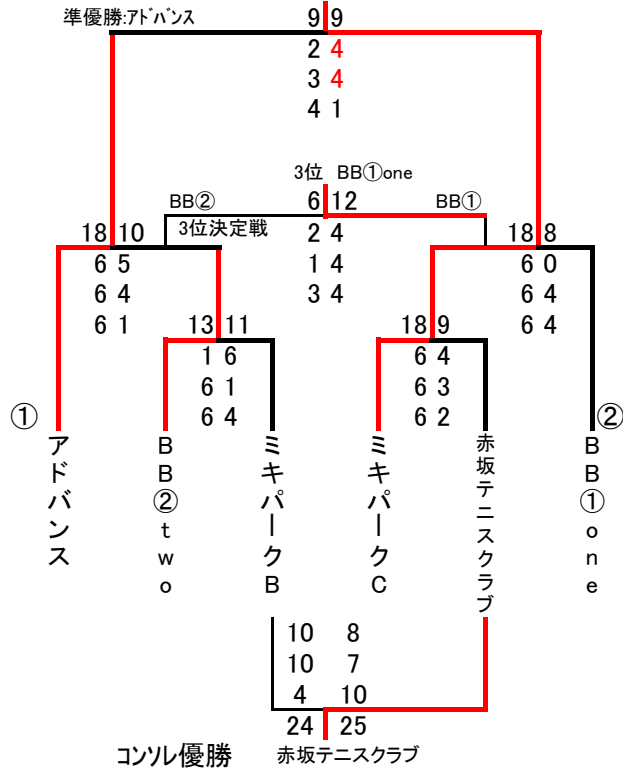 準優勝:アドバンス
9 9
2 4
3 4
4 1
3位 BB①one
BB②
6 12
BB①
3位決定戦
2 4
1 4
3 4
18 10
6 5
6 4
6 1
18 8
6 0
6 4
6 4
13 11
1 6
6 1
6 4
18 9
6 4
6 3
6 2
①
②
アドバンス
BB②two
ミキパークB
ミキパークC
赤坂テニスクラブ
BB①one
10 8
10 7
4 10
24 25
コンソル優勝 赤坂テニスクラブ